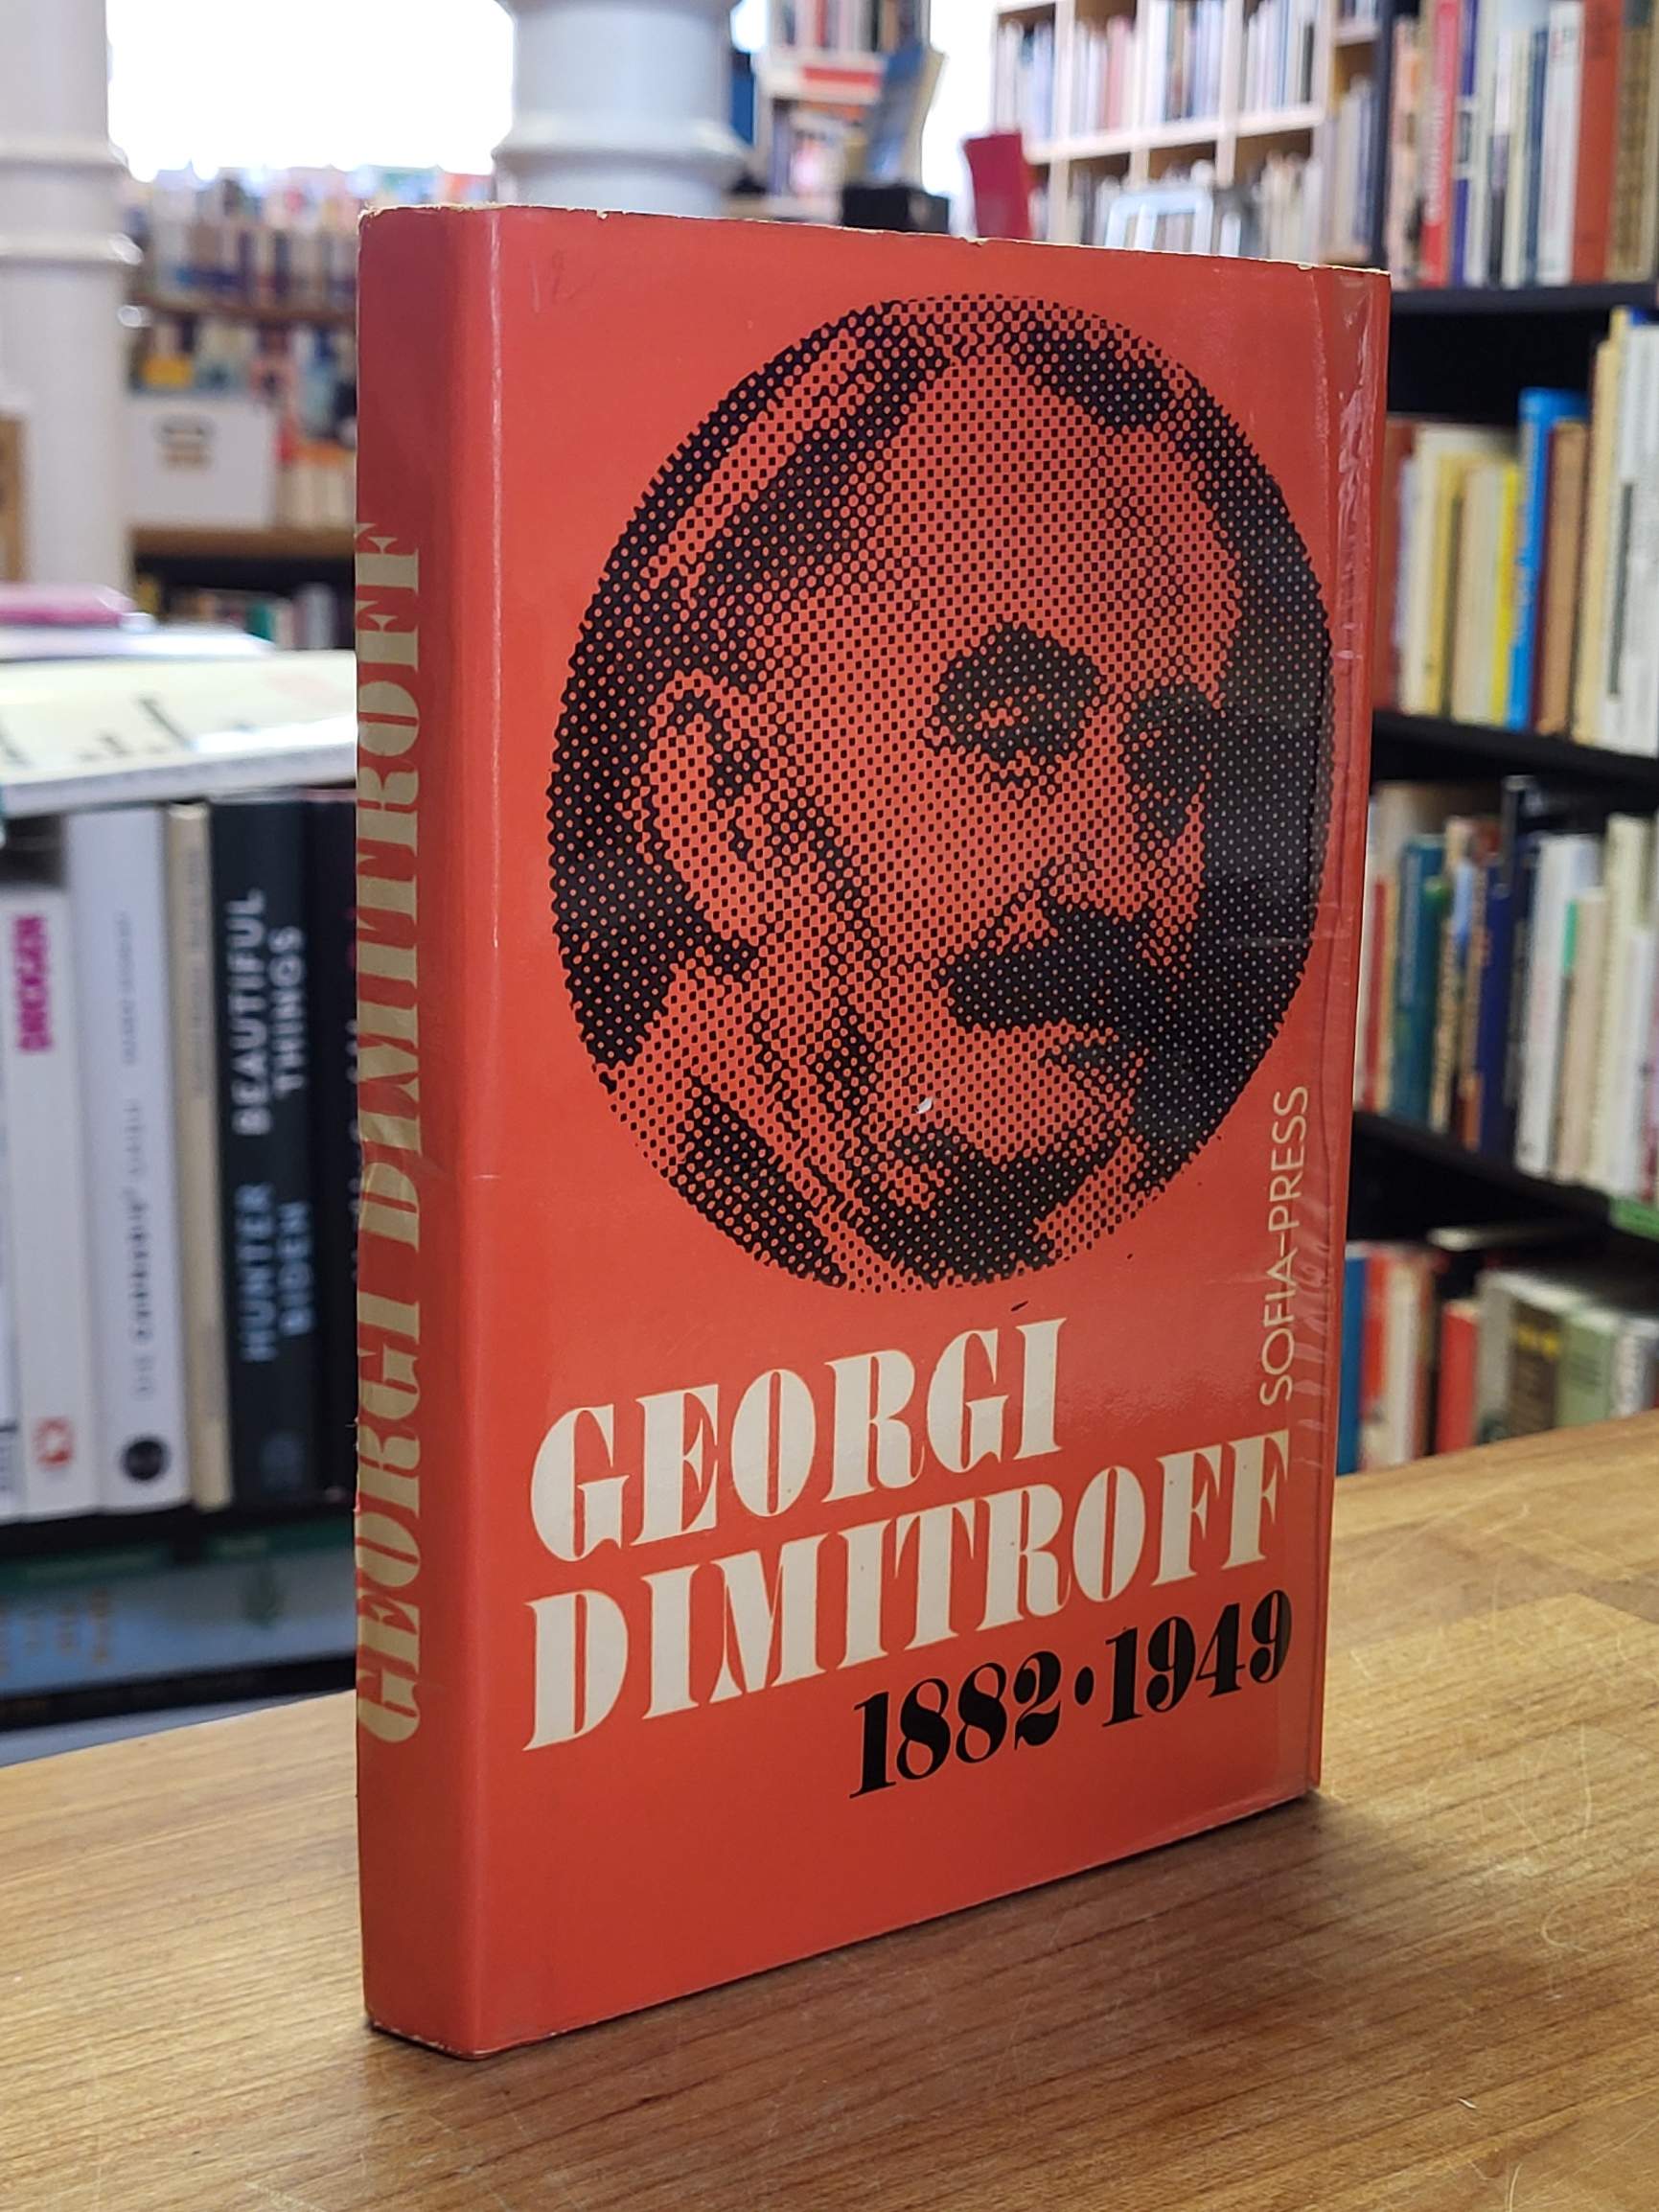 GEORGI DIMITROFF
SOFIA-PRESS
GEORGI
DIMITROFF
1882·1949
BEAUTIFUL
THINGS
HUNTER
BIDEN